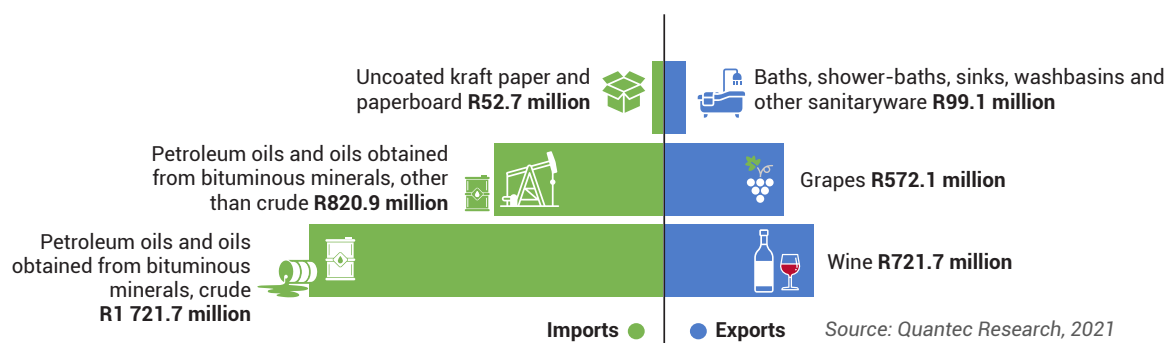 Uncoated kraft paper and
paperboard R52.7 million
Baths, shower-baths, sinks, washbasins and
other sanitaryware R99.1 million
Petroleum oils and oils obtained
from bituminous minerals, other
than crude R820.9 million
Grapes R572.1 million
Petroleum oils and oils
obtained from bituminous
minerals, crude
R1 721.7 million
Wine R721.7 million
Imports
Exports
Source: Quantec Research, 2021